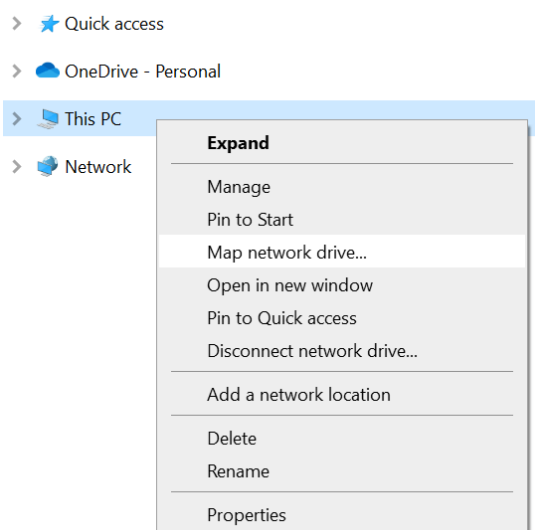 Quick access
OneDrive - Personal
This PC
Network
Expand
Manage
Pin to Start
Map network drive...
Open in new window
Pin to Quick access
Disconnect network drive...
Add a network location
Delete
Rename
Properties